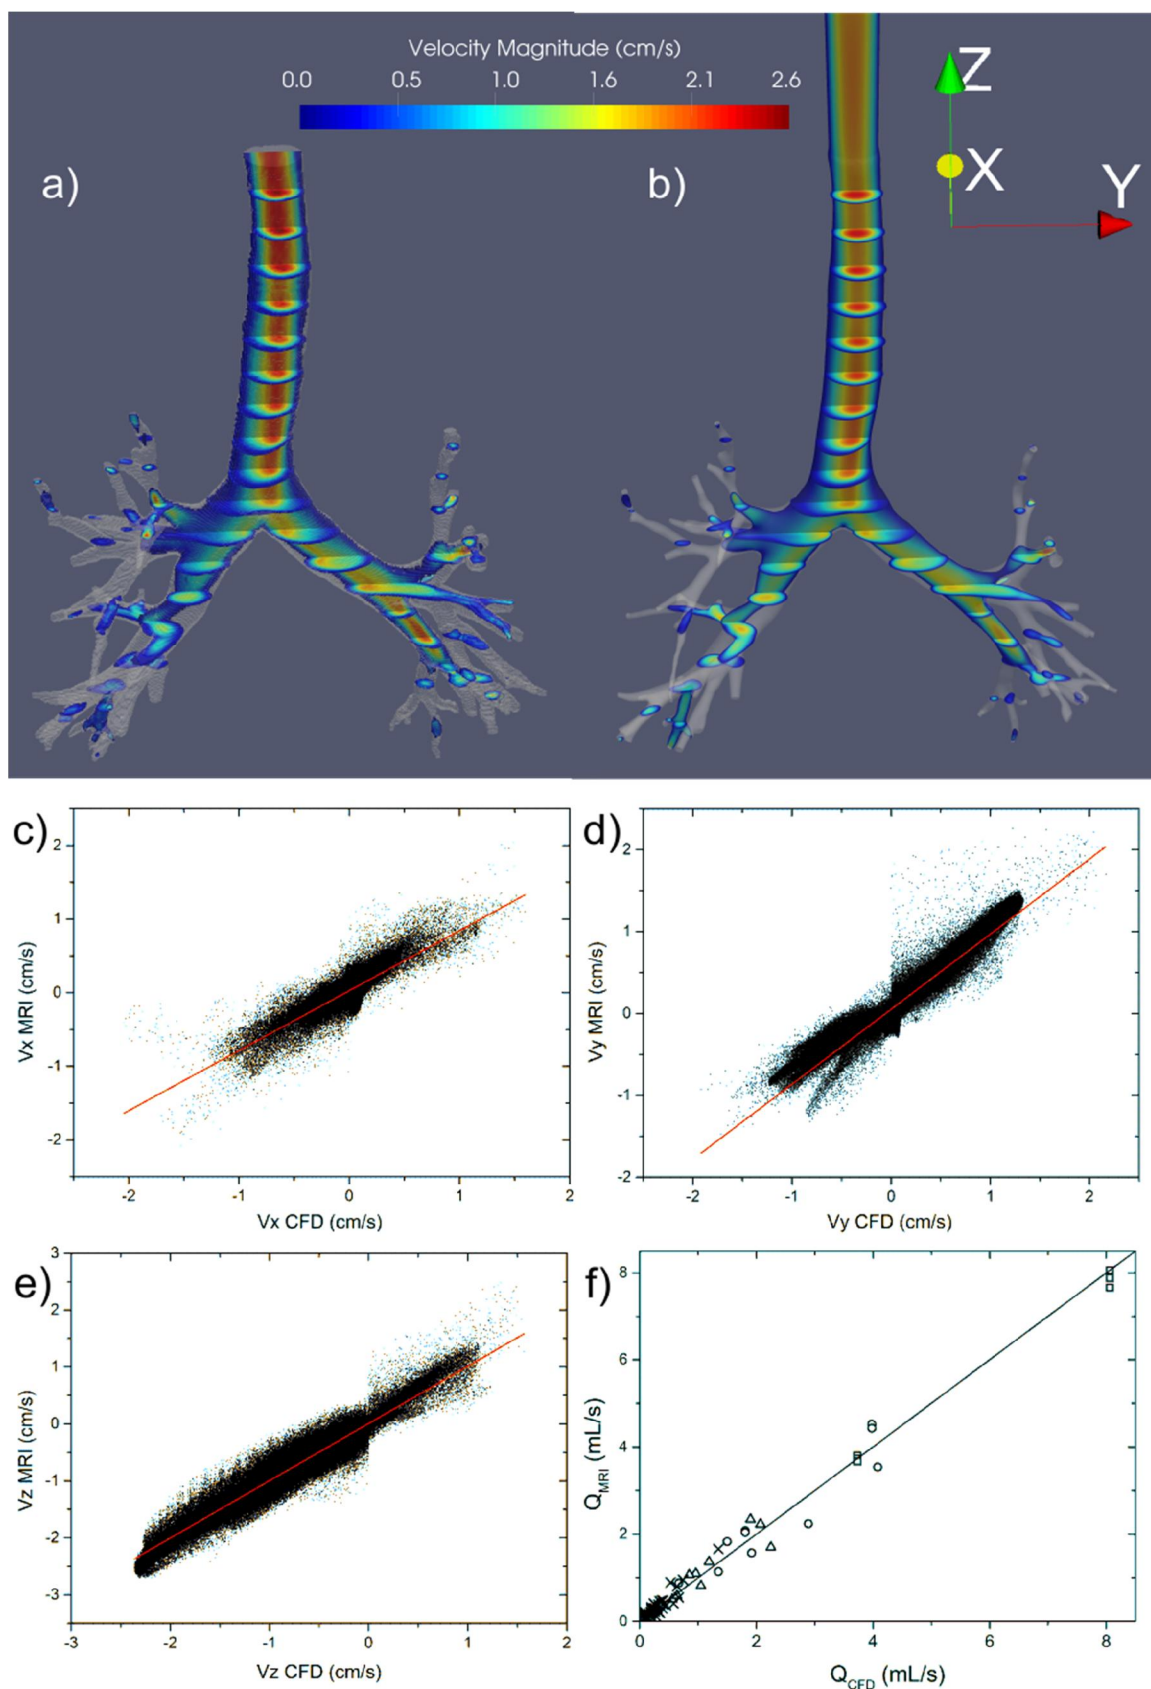 Velocity Magnitude (cm/s)
0.0 0.5 1.0 1.6 2.1 2.6
a)
b)
Z
X
Y
c)
2
1
0
-1
-2
Vx MRI (cm/s)
-2 -1 0 1 2
Vx CFD (cm/s)
d)
2
1
0
-1
-2
Vy MRI (cm/s)
-1 0 1 2
Vy CFD (cm/s)
e)
3
2
1
0
-1
-2
-3
Vz MRI (cm/s)
-3 -2 -1 0 1 2
Vz CFD (cm/s)
f)
8
6
4
2
0
QMRI (mL/s)
0 2 4 6 8
QCFD (mL/s)